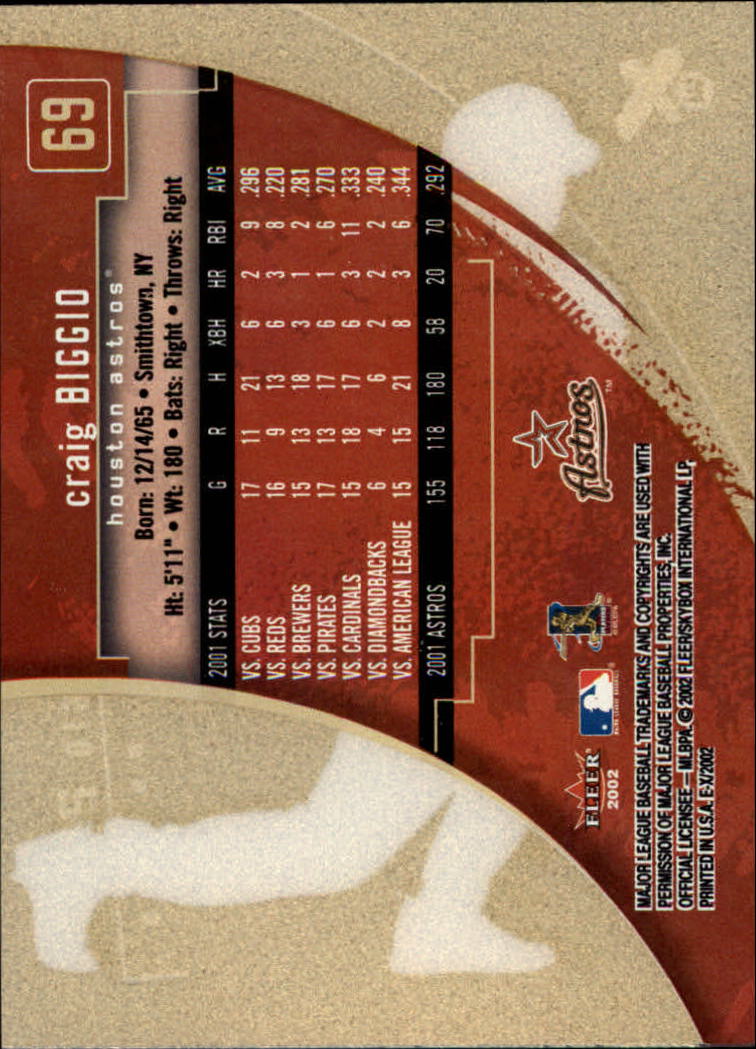 69
craig BIGGIO
houston astros®
Born: 12/14/65 • Smithtown, NY
Ht: 5'11" • Wt: 180 • Bats: Right • Throws: Right
2001 STATS G R H XBH HR RBI AVG
VS. CUBS 17 11 21 6 2 9 .296
VS. REDS 16 9 13 6 3 8 .220
VS. BREWERS 15 13 18 3 1 2 .281
VS. PIRATES 17 13 17 6 1 6 .270
VS. CARDINALS 15 18 17 6 3 11 .333
VS. DIAMONDBACKS 6 4 6 2 2 2 .240
VS. AMERICAN LEAGUE 15 15 21 8 3 6 .344
2001 ASTROS 155 118 180 58 20 70 .292
Astros™
FLEER
2002
MAJOR LEAGUE BASEBALL TRADEMARKS AND COPYRIGHTS ARE USED WITH
PERMISSION OF MAJOR LEAGUE BASEBALL PROPERTIES, INC.
OFFICIAL LICENSEE—MLBPA © 2002 FLEER/SKYBOX INTERNATIONAL LP.
PRINTED IN U.S.A. E-X/2002